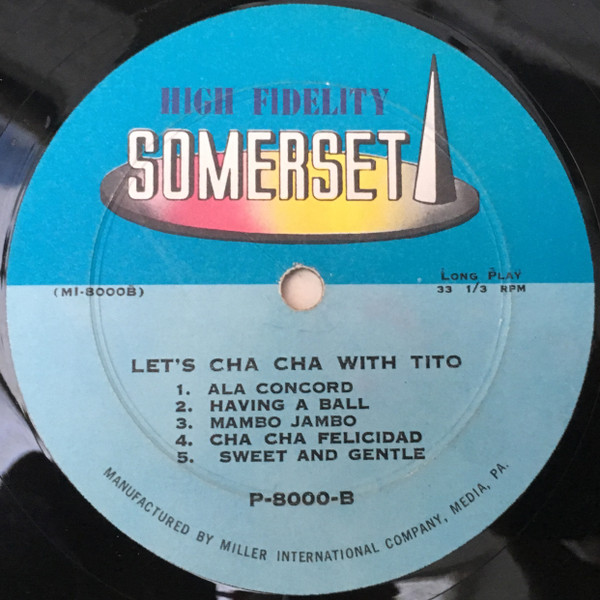 HIGH FIDELITY
SOMERSET
(MI-8000B)
LONG PLAY
33 1/3 RPM
LET'S CHA CHA WITH TITO
1. ALA CONCORD
2. HAVING A BALL
3. MAMBO JAMBO
4. CHA CHA FELICIDAD
5. SWEET AND GENTLE
P-8000-B
MANUFACTURED BY MILLER INTERNATIONAL COMPANY, MEDIA, PA.